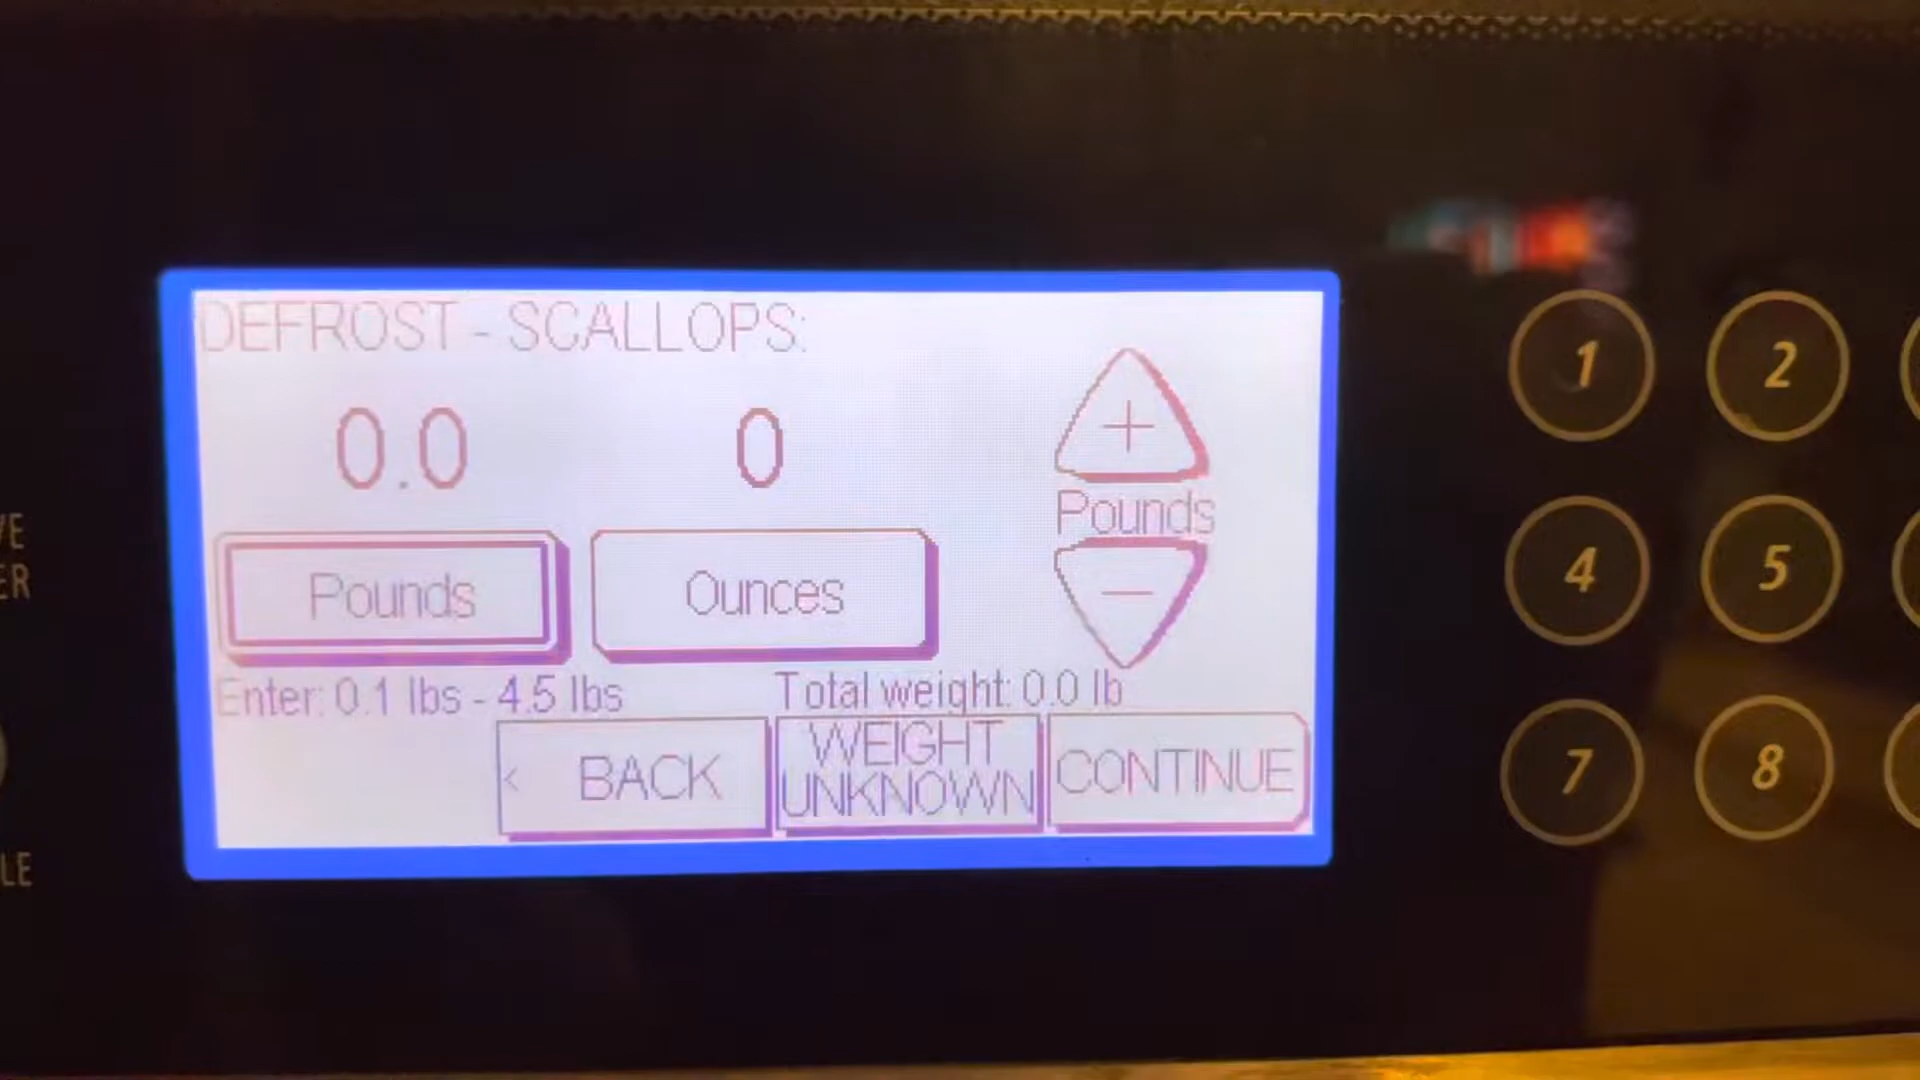 DEFROST - SCALLOPS:
0.0 0
+
Pounds
Pounds Ounces
−
Enter: 0.1 lbs - 4.5 lbs Total weight: 0.0 lb
< BACK
WEIGHT
UNKNOWN
CONTINUE
1 2
4 5
7 8